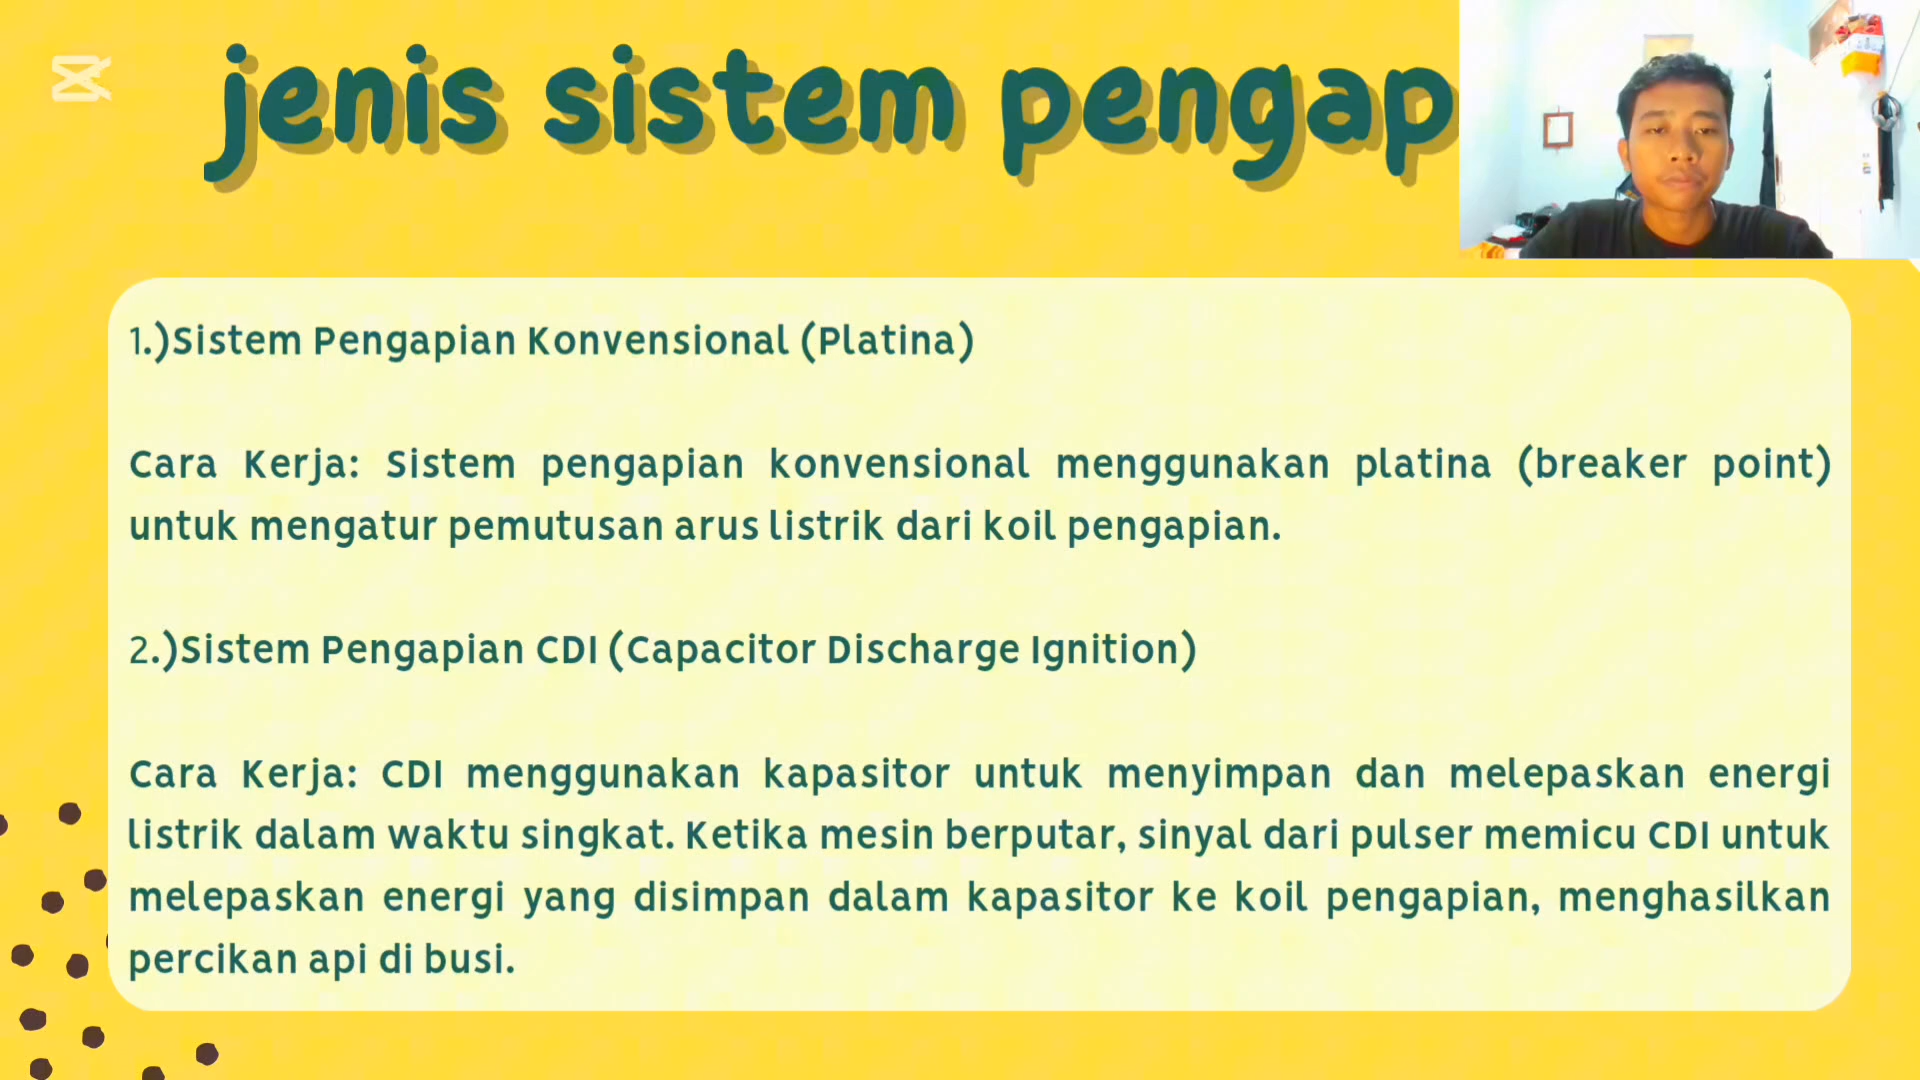 jenis sistem pengap
1.)Sistem Pengapian Konvensional (Platina)
Cara Kerja: Sistem pengapian konvensional menggunakan platina (breaker point)
untuk mengatur pemutusan arus listrik dari koil pengapian.
2.)Sistem Pengapian CDI (Capacitor Discharge Ignition)
Cara Kerja: CDI menggunakan kapasitor untuk menyimpan dan melepaskan energi
listrik dalam waktu singkat. Ketika mesin berputar, sinyal dari pulser memicu CDI untuk
melepaskan energi yang disimpan dalam kapasitor ke koil pengapian, menghasilkan
percikan api di busi.